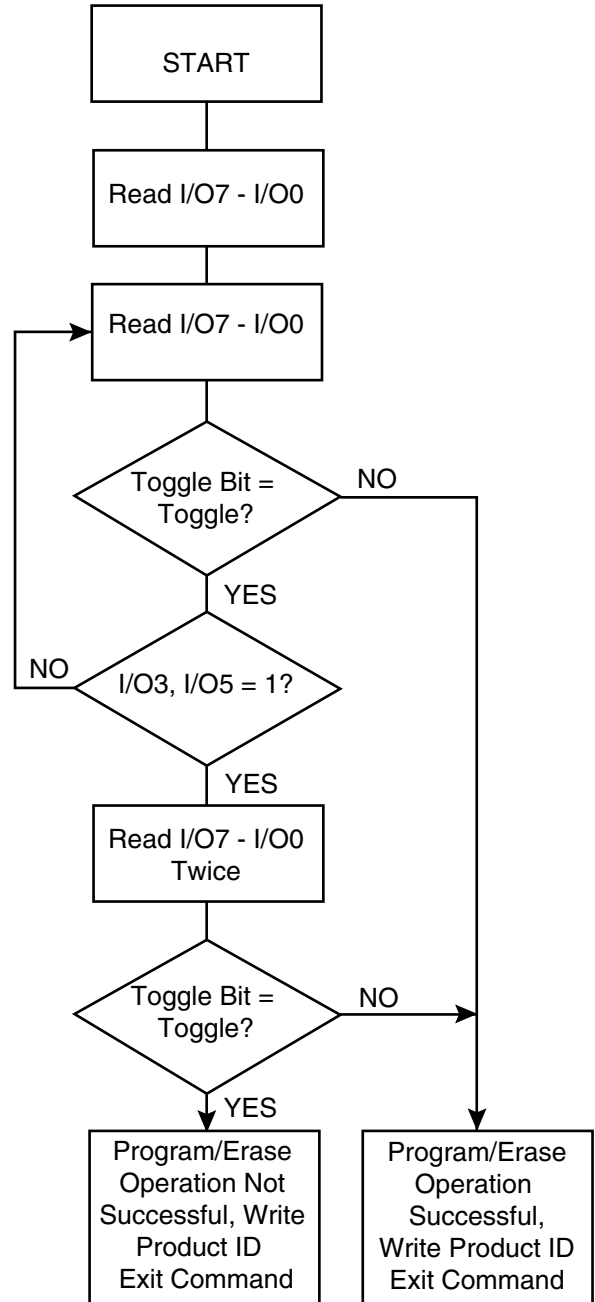 START
Read I/O7 - I/O0
Read I/O7 - I/O0
Toggle Bit =
Toggle?
NO
YES
NO
I/O3, I/O5 = 1?
YES
Read I/O7 - I/O0
Twice
Toggle Bit =
Toggle?
NO
YES
Program/Erase
Operation Not
Successful, Write
Product ID
Exit Command
Program/Erase
Operation
Successful,
Write Product ID
Exit Command